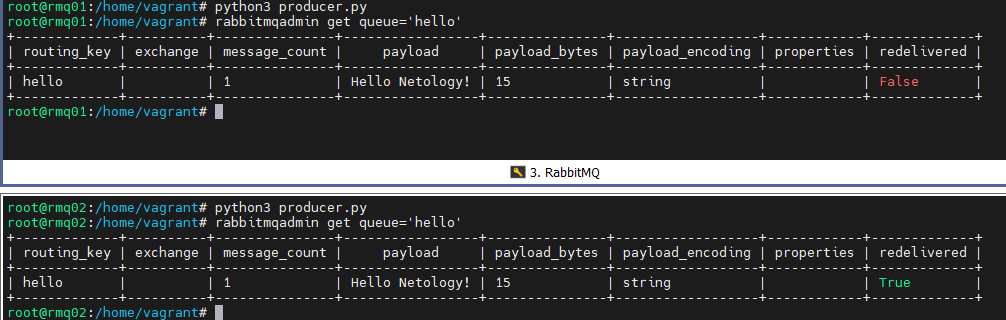 root@rmq01:/home/vagrant# python3 producer.py
root@rmq01:/home/vagrant# rabbitmqadmin get queue='hello'
+-------------+----------+---------------+-----------------+---------------+------------------+------------+-------------+
| routing_key | exchange | message_count |     payload     | payload_bytes | payload_encoding | properties | redelivered |
+-------------+----------+---------------+-----------------+---------------+------------------+------------+-------------+
| hello       |          | 1             | Hello Netology! | 15            | string           |            | False       |
+-------------+----------+---------------+-----------------+---------------+------------------+------------+-------------+
root@rmq01:/home/vagrant#
3. RabbitMQ
root@rmq02:/home/vagrant# python3 producer.py
root@rmq02:/home/vagrant# rabbitmqadmin get queue='hello'
+-------------+----------+---------------+-----------------+---------------+------------------+------------+-------------+
| routing_key | exchange | message_count |     payload     | payload_bytes | payload_encoding | properties | redelivered |
+-------------+----------+---------------+-----------------+---------------+------------------+------------+-------------+
| hello       |          | 1             | Hello Netology! | 15            | string           |            | True        |
+-------------+----------+---------------+-----------------+---------------+------------------+------------+-------------+
root@rmq02:/home/vagrant#